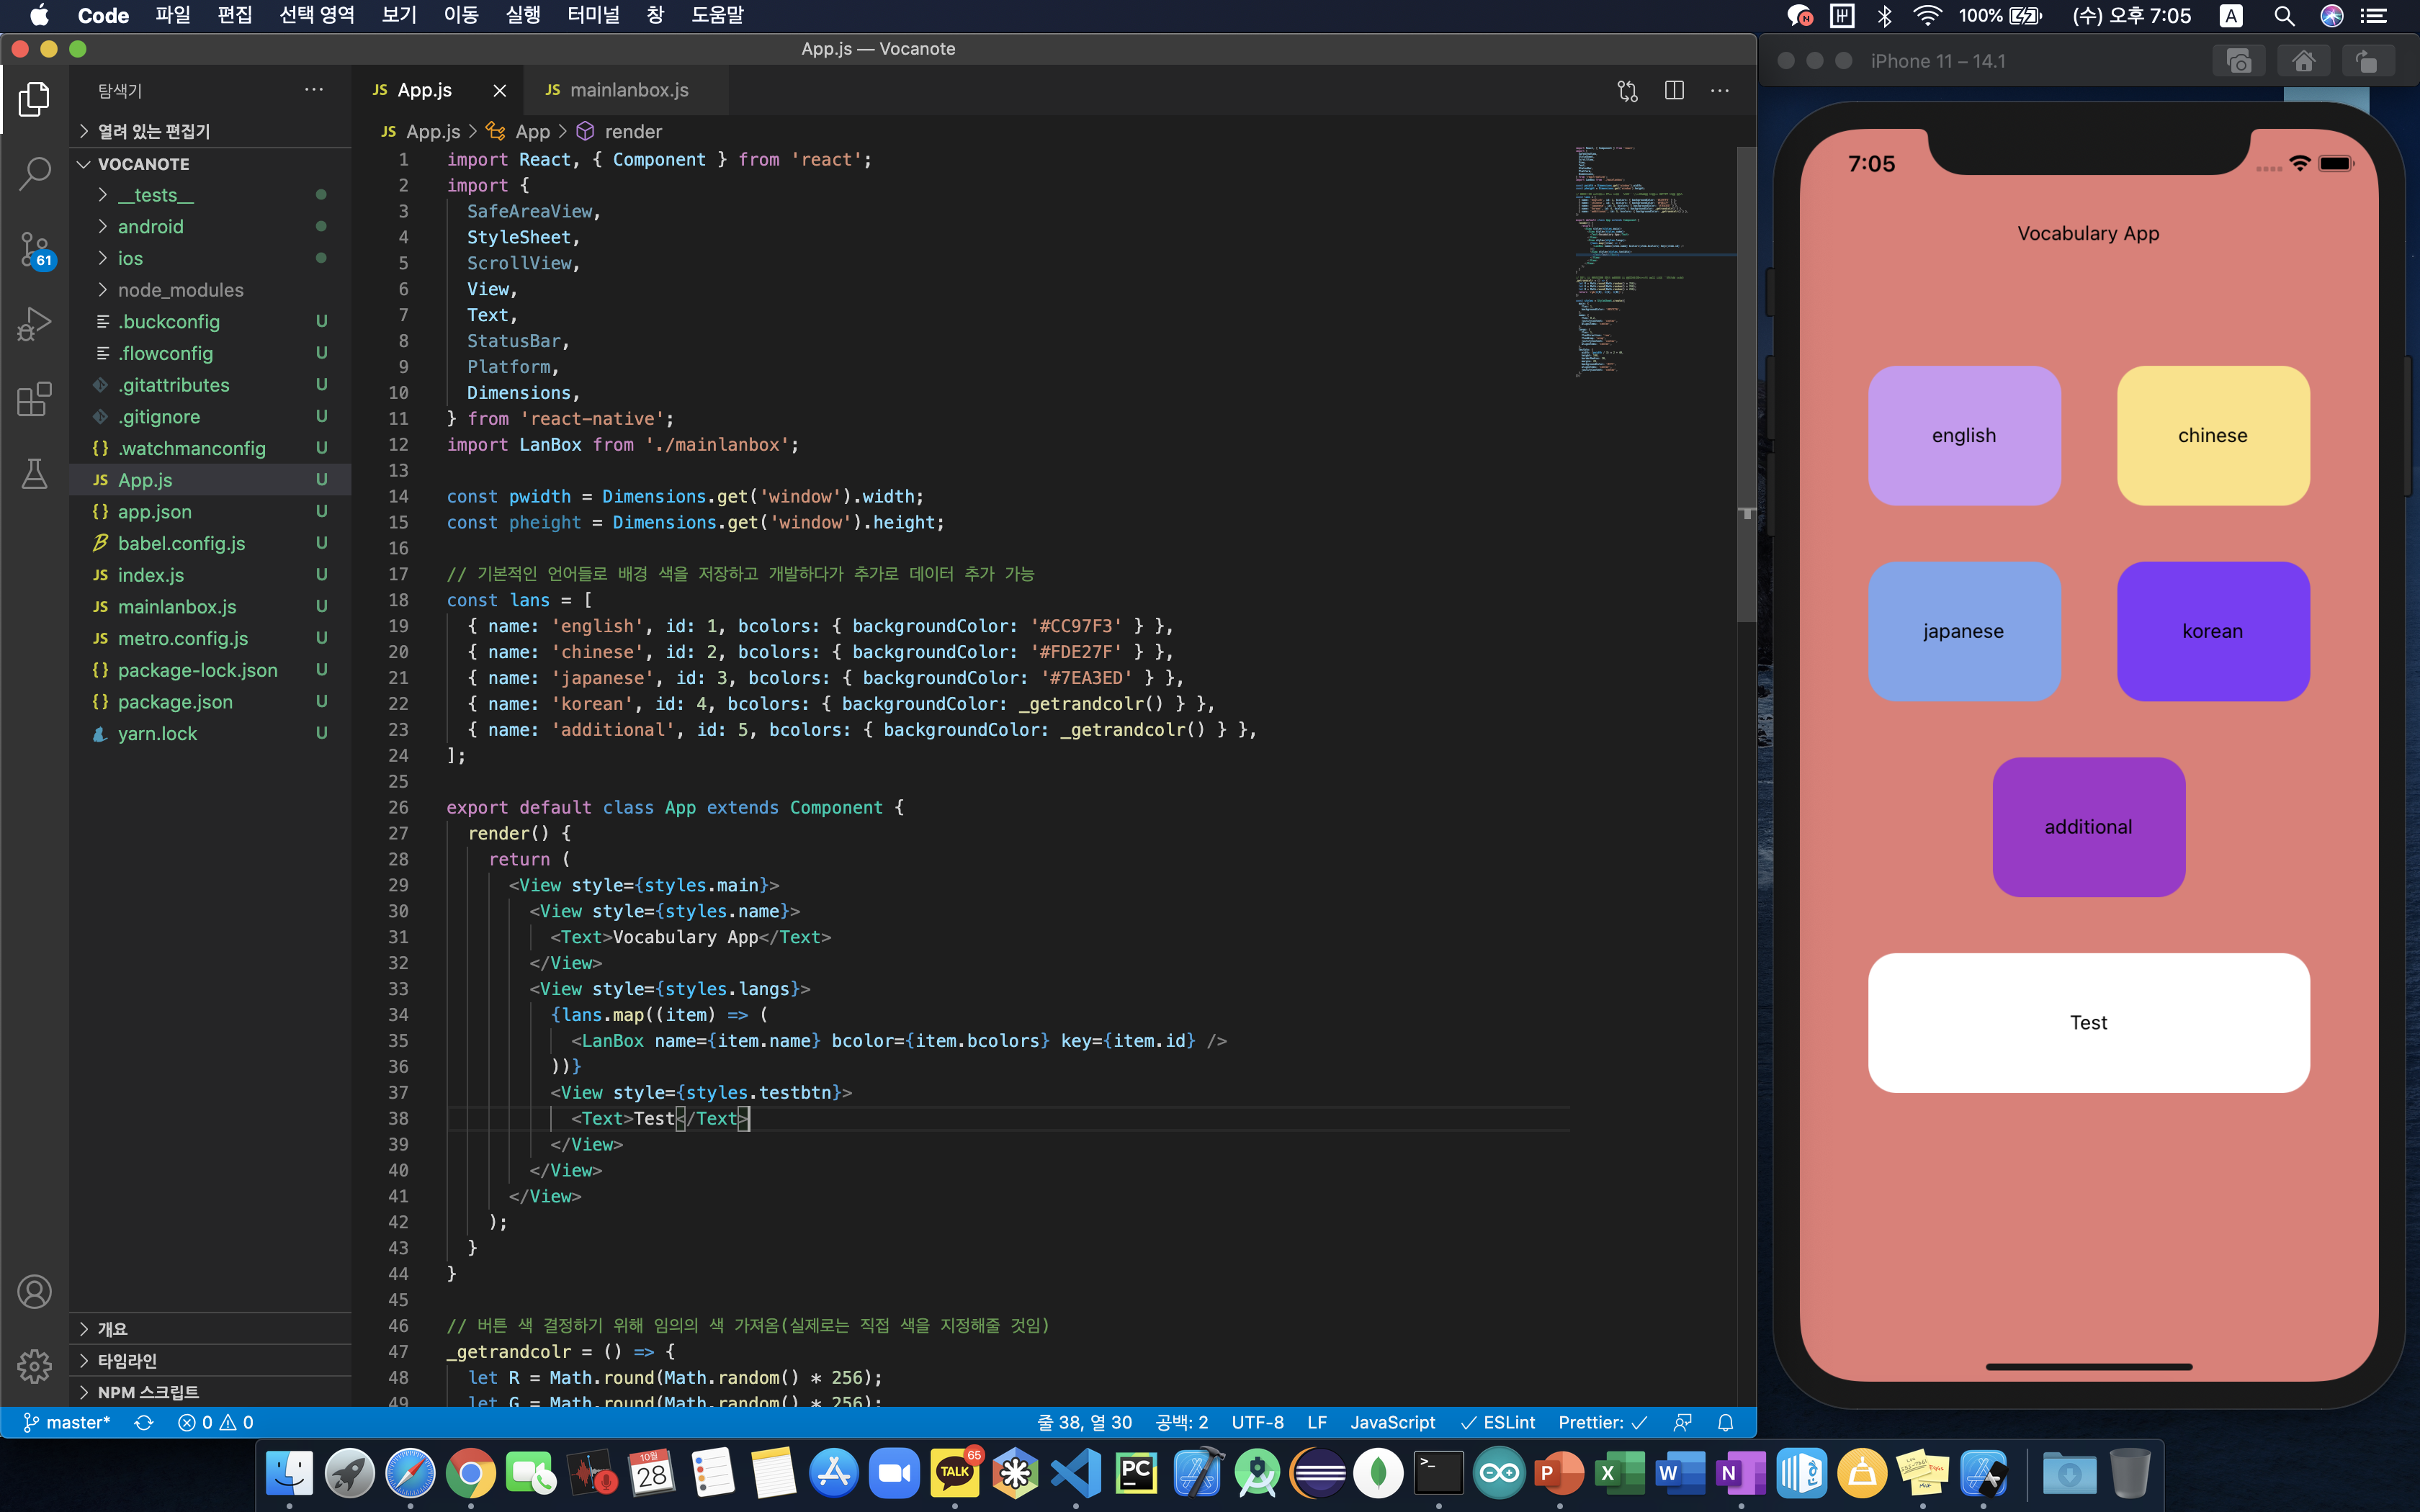 Code 파일 편집 선택 영역 보기 이동 실행 터미널 창 도움말
100% (수) 오후 7:05 A
App.js — Vocanote
탐색기
열려 있는 편집기
VOCANOTE
__tests__
android
ios
node_modules
.buckconfig U
.flowconfig U
.gitattributes U
.gitignore U
{} .watchmanconfig U
JS App.js U
{} app.json U
babel.config.js U
JS index.js U
JS mainlanbox.js U
JS metro.config.js U
{} package-lock.json U
{} package.json U
yarn.lock U
61
개요
타임라인
NPM 스크립트
JS App.js JS mainlanbox.js
JS App.js > App > render
1 import React, { Component } from 'react';
2 import {
3 SafeAreaView,
4 StyleSheet,
5 ScrollView,
6 View,
7 Text,
8 StatusBar,
9 Platform,
10 Dimensions,
11 } from 'react-native';
12 import LanBox from './mainlanbox';
13
14 const pwidth = Dimensions.get('window').width;
15 const pheight = Dimensions.get('window').height;
16
17 // 기본적인 언어들로 배경 색을 저장하고 개발하다가 추가로 데이터 추가 가능
18 const lans = [
19 { name: 'english', id: 1, bcolors: { backgroundColor: '#CC97F3' } },
20 { name: 'chinese', id: 2, bcolors: { backgroundColor: '#FDE27F' } },
21 { name: 'japanese', id: 3, bcolors: { backgroundColor: '#7EA3ED' } },
22 { name: 'korean', id: 4, bcolors: { backgroundColor: _getrandcolr() } },
23 { name: 'additional', id: 5, bcolors: { backgroundColor: _getrandcolr() } },
24 ];
25
26 export default class App extends Component {
27 render() {
28 return (
29 <View style={styles.main}>
30 <View style={styles.name}>
31 <Text>Vocabulary App</Text>
32 </View>
33 <View style={styles.langs}>
34 {lans.map((item) => (
35 <LanBox name={item.name} bcolor={item.bcolors} key={item.id} />
36 ))}
37 <View style={styles.testbtn}>
38 <Text>Test</Text>
39 </View>
40 </View>
41 </View>
42 );
43 }
44 }
45
46 // 버튼 색 결정하기 위해 임의의 색 가져옴(실제로는 직접 색을 지정해줄 것임)
47 _getrandcolr = () => {
48 let R = Math.round(Math.random() * 256);
49 let G = Math.round(Math.random() * 256);
master* 0 0 줄 38, 열 30 공백: 2 UTF-8 LF JavaScript ESLint Prettier:
iPhone 11 – 14.1
7:05
Vocabulary App
english
chinese
japanese
korean
additional
Test
10월
28
TALK
65
PC
>_
P
X
W
N